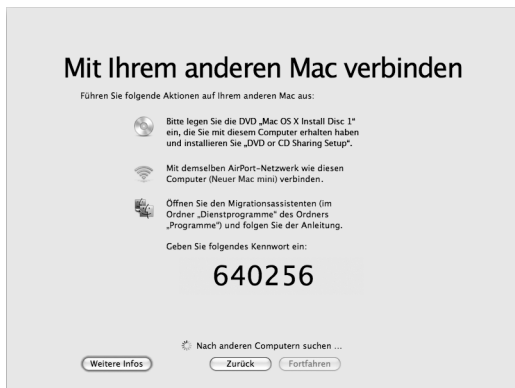 Mit Ihrem anderen Mac verbinden
Führen Sie folgende Aktionen auf Ihrem anderen Mac aus:
Bitte legen Sie die DVD „Mac OS X Install Disc 1“
ein, die Sie mit diesem Computer erhalten haben
und installieren Sie „DVD or CD Sharing Setup“.
Mit demselben AirPort-Netzwerk wie diesen
Computer (Neuer Mac mini) verbinden.
Öffnen Sie den Migrationsassistenten (im
Ordner „Dienstprogramme“ des Ordners
„Programme“) und folgen Sie der Anleitung.
Geben Sie folgendes Kennwort ein:
640256
Nach anderen Computern suchen ...
Weitere Infos Zurück Fortfahren